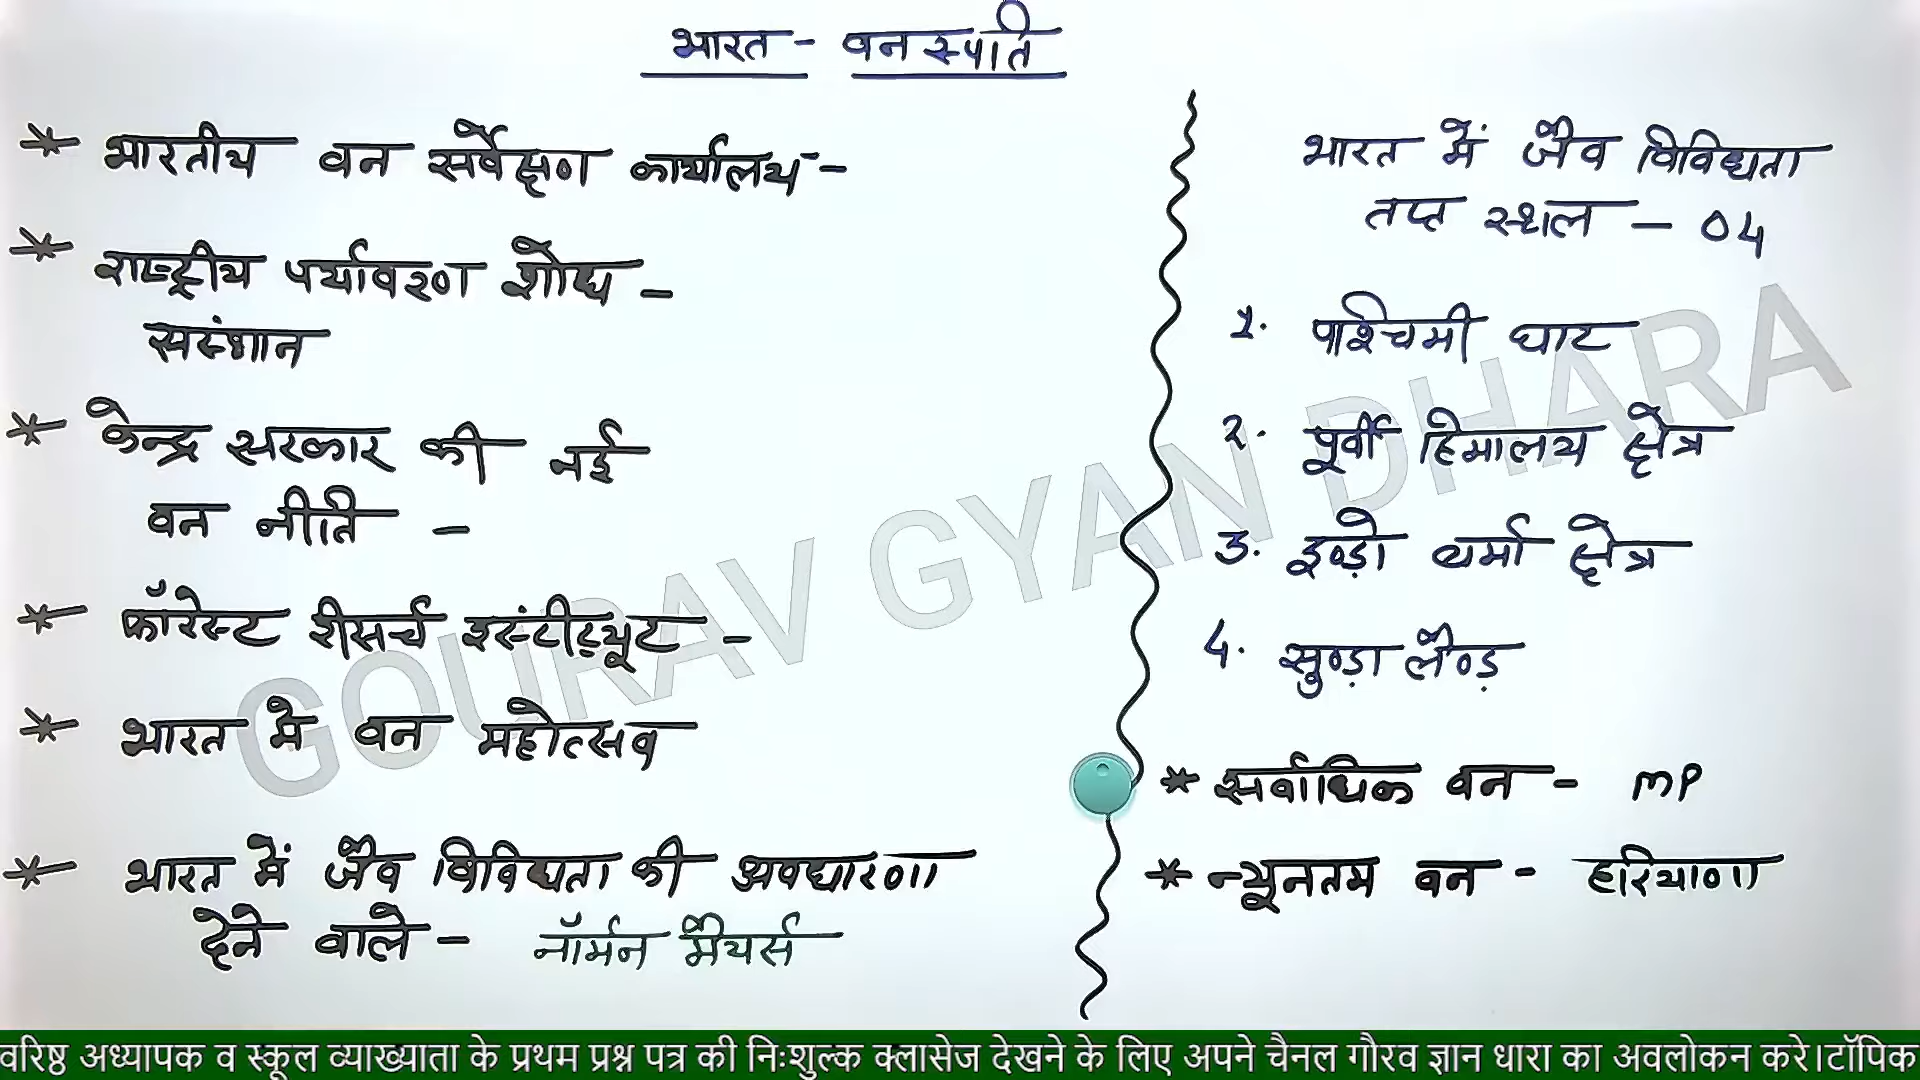 भारत - वनस्पति
* भारतीय वन सर्वेक्षण कार्यालय -
* राष्ट्रीय पर्यावरण शोध -
संस्थान
* केन्द्र सरकार की नई
वन नीति -
* फॉरेस्ट रीसर्च इंस्टीट्यूट -
* भारत मे वन महोत्सव
* भारत में जैव विविधता की अवधारणा
देने वाले - नॉर्मन मेयर्स
भारत में जैव विविधता
तप्त स्थल - 04
1. पश्चिमी घाट
2. पूर्वी हिमालय क्षेत्र
3. इण्डो बर्मा क्षेत्र
4. सुण्डा लैण्ड
* सर्वाधिक वन - MP
* न्यूनतम वन - हरियाणा
GOURAV GYAN DHARA
वरिष्ठ अध्यापक व स्कूल व्याख्याता के प्रथम प्रश्न पत्र की निःशुल्क क्लासेज देखने के लिए अपने चैनल गौरव ज्ञान धारा का अवलोकन करे।टॉपिक